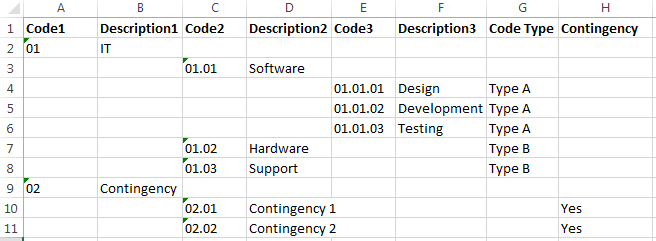 A B C D E F G H
1 Code1 Description1 Code2 Description2 Code3 Description3 Code Type Contingency
2 01 IT
3 01.01 Software
4 01.01.01 Design Type A
5 01.01.02 Development Type A
6 01.01.03 Testing Type A
7 01.02 Hardware Type B
8 01.03 Support Type B
9 02 Contingency
10 02.01 Contingency 1 Yes
11 02.02 Contingency 2 Yes